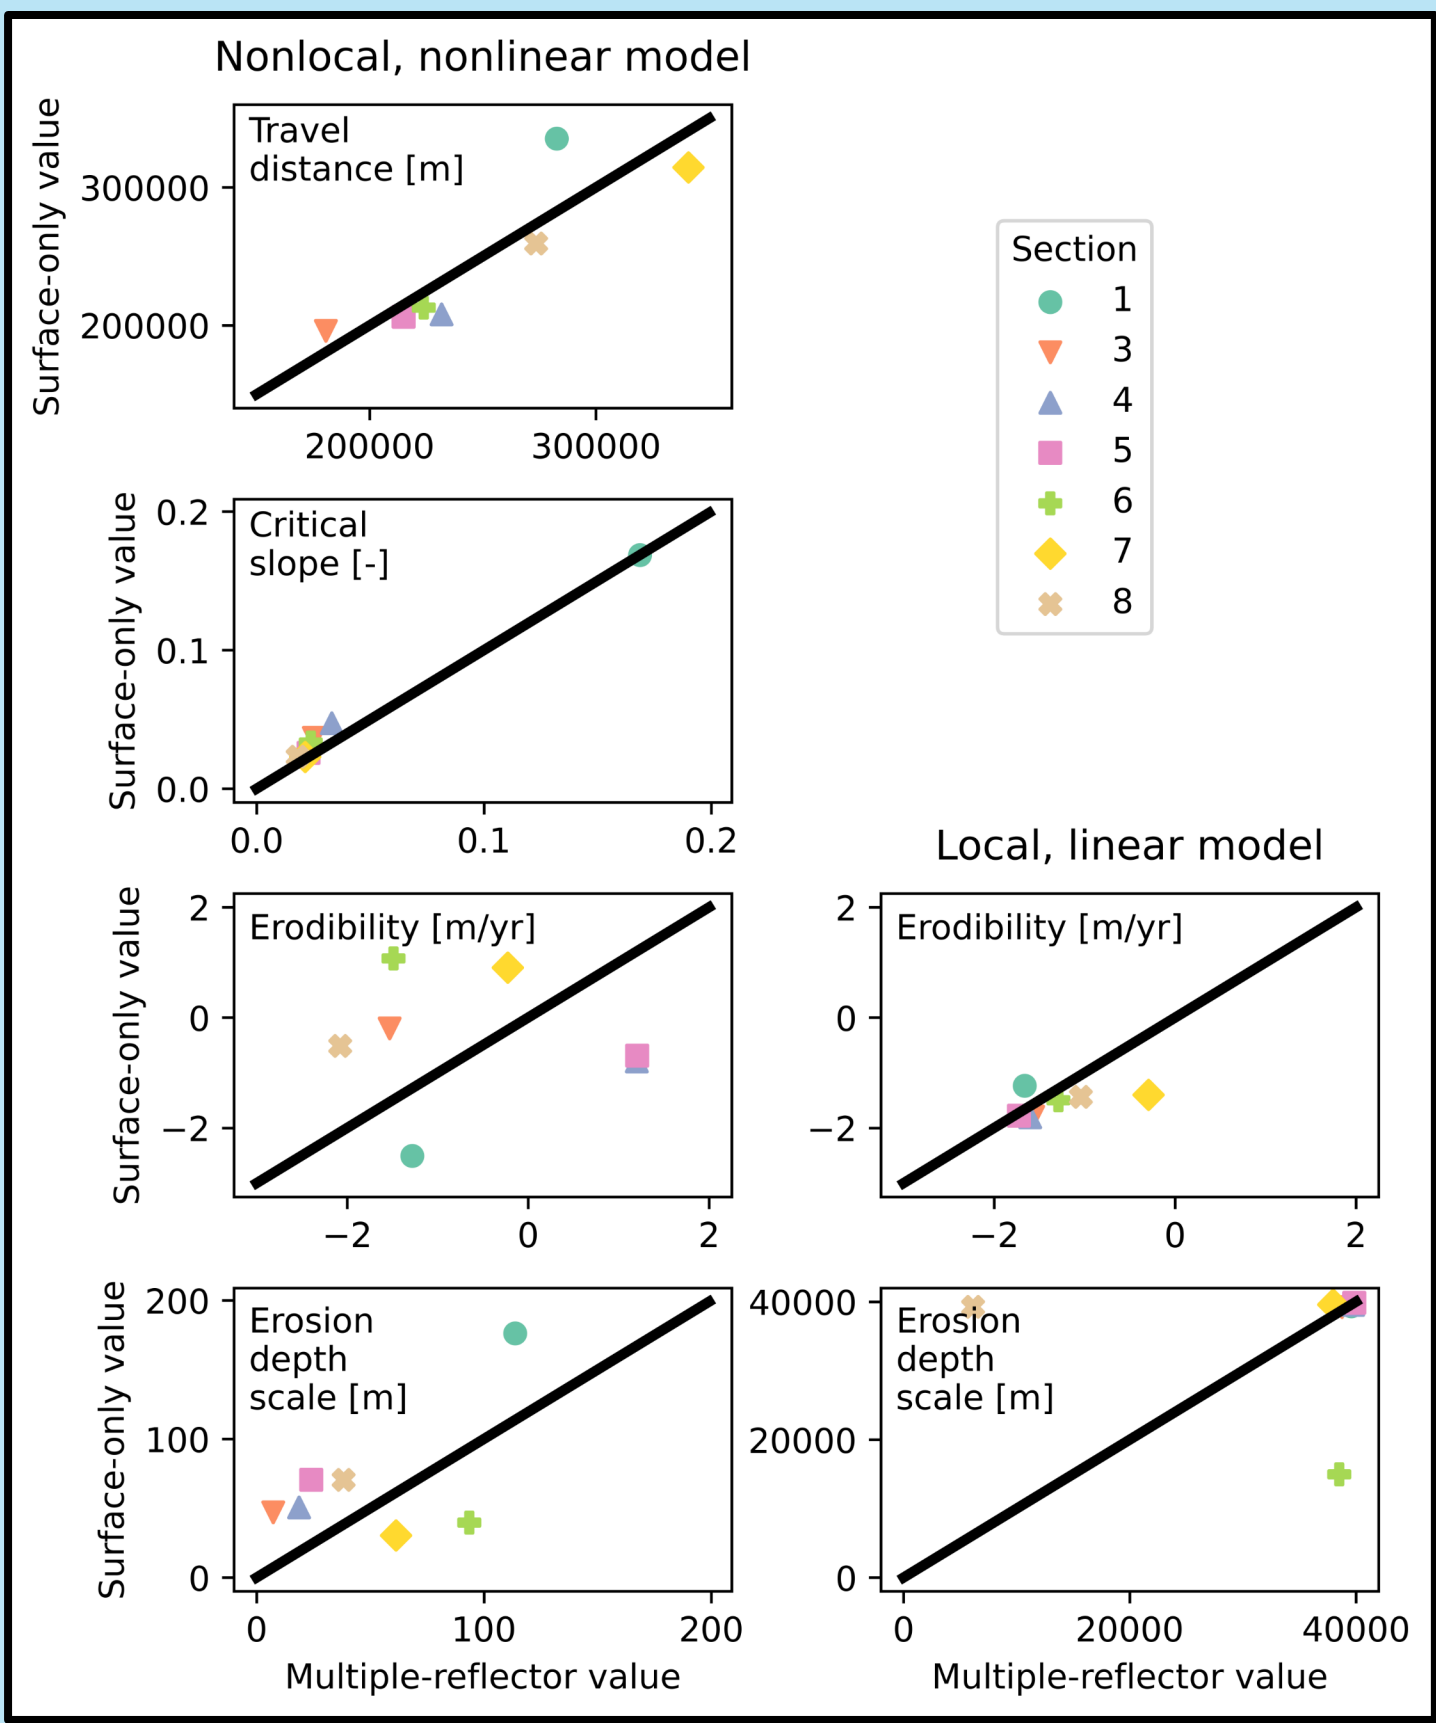 Nonlocal, nonlinear model
Surface-only value
Travel
distance [m]
300000
200000
200000
300000
Section
1
3
4
5
6
7
8
Surface-only value
Critical
slope [-]
0.2
0.1
0.0
0.0
0.1
0.2
Local, linear model
Surface-only value
Erodibility [m/yr]
2
0
−2
−2
0
2
Erodibility [m/yr]
2
0
−2
−2
0
2
Surface-only value
Erosion
depth
scale [m]
200
100
0
0
100
200
Multiple-reflector value
Erosion
depth
scale [m]
40000
20000
0
0
20000
40000
Multiple-reflector value